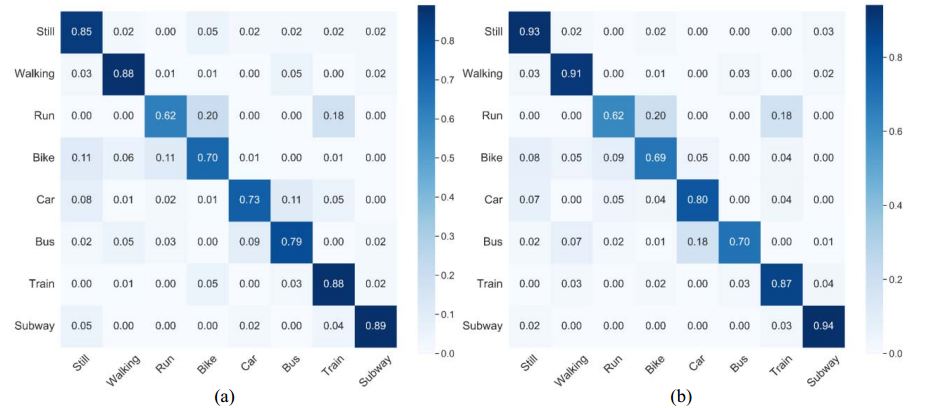 Still 0.85 0.02 0.00 0.05 0.02 0.02 0.02 0.02
Walking 0.03 0.88 0.01 0.01 0.00 0.05 0.00 0.02
Run 0.00 0.00 0.62 0.20 0.00 0.00 0.18 0.00
Bike 0.11 0.06 0.11 0.70 0.01 0.00 0.01 0.00
Car 0.08 0.01 0.02 0.01 0.73 0.11 0.05 0.00
Bus 0.02 0.05 0.03 0.00 0.09 0.79 0.00 0.02
Train 0.00 0.01 0.00 0.05 0.00 0.03 0.88 0.02
Subway 0.05 0.00 0.00 0.00 0.02 0.00 0.04 0.89
Still Walking Run Bike Car Bus Train Subway
0.8
0.7
0.6
0.5
0.4
0.3
0.2
0.1
0.0
(a)
Still 0.93 0.02 0.00 0.02 0.00 0.00 0.00 0.03
Walking 0.03 0.91 0.00 0.01 0.00 0.03 0.00 0.02
Run 0.00 0.00 0.62 0.20 0.00 0.00 0.18 0.00
Bike 0.08 0.05 0.09 0.69 0.05 0.00 0.04 0.00
Car 0.07 0.00 0.05 0.04 0.80 0.00 0.04 0.00
Bus 0.02 0.07 0.02 0.01 0.18 0.70 0.00 0.01
Train 0.00 0.03 0.00 0.02 0.00 0.03 0.87 0.04
Subway 0.02 0.00 0.00 0.00 0.00 0.00 0.03 0.94
Still Walking Run Bike Car Bus Train Subway
0.8
0.6
0.4
0.2
0.0
(b)